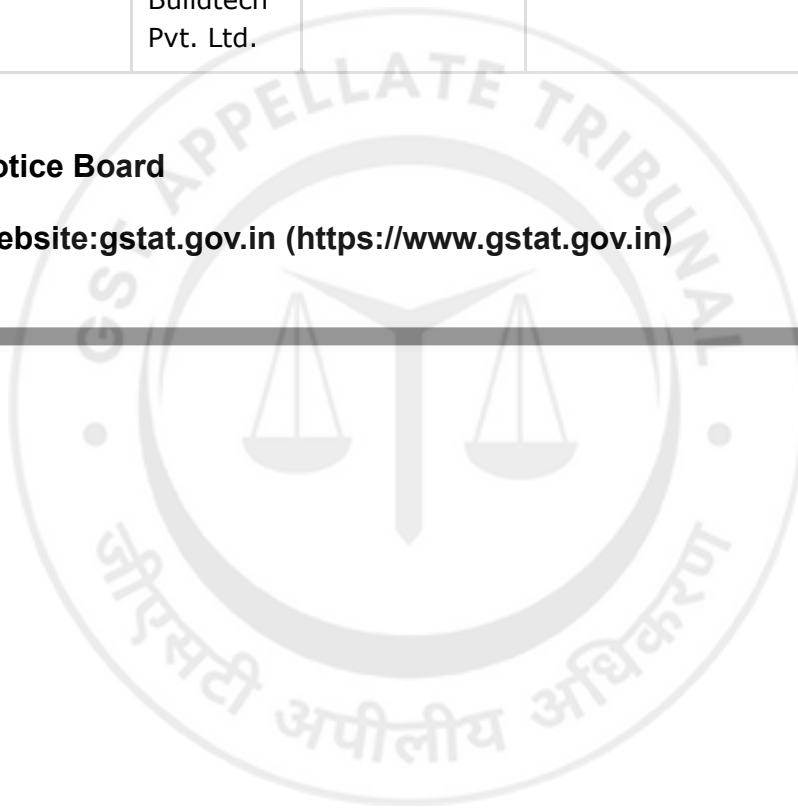 Buildtech
Pvt. Ltd.
otice Board
ebsite:gstat.gov.in (https://www.gstat.gov.in)
GST APPELLATE TRIBUNAL
जीएसटी अपीलीय अधिकरण